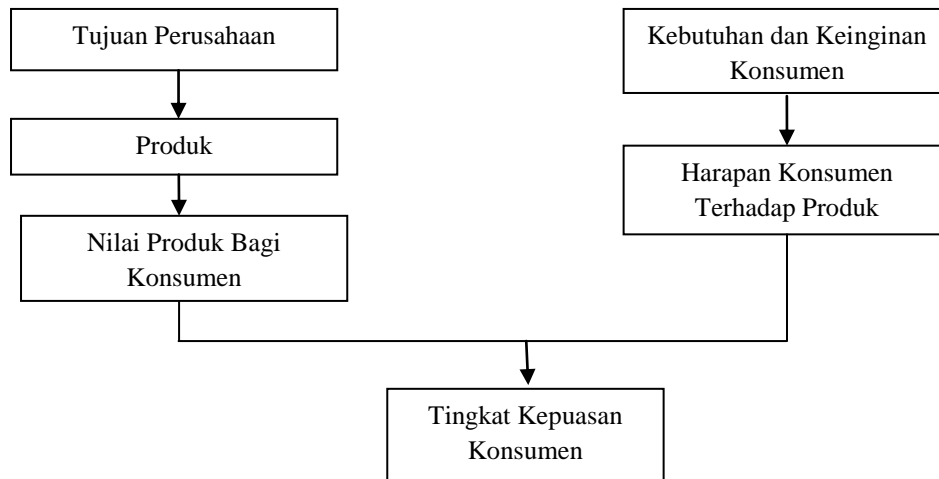 Tujuan Perusahaan
Produk
Nilai Produk Bagi
Konsumen
Kebutuhan dan Keinginan
Konsumen
Harapan Konsumen
Terhadap Produk
Tingkat Kepuasan
Konsumen